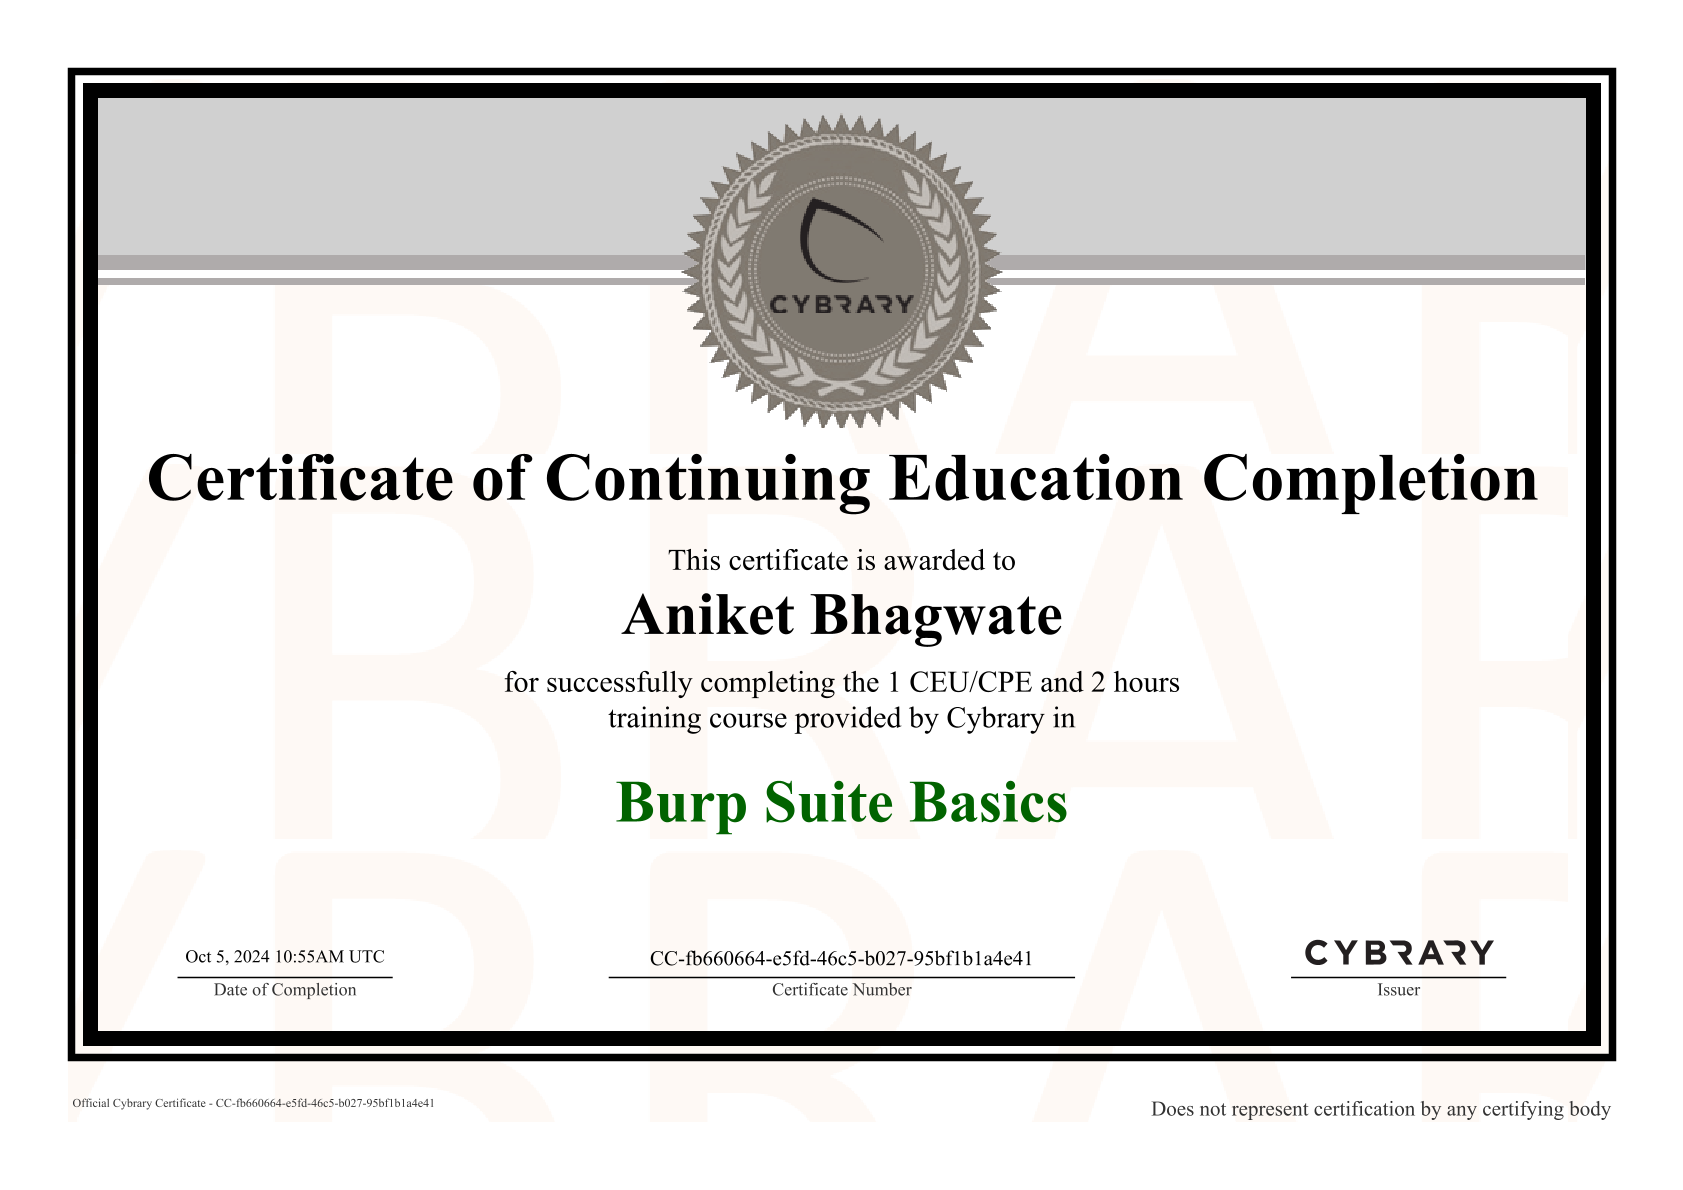 CYBRARY
Certificate of Continuing Education Completion
This certificate is awarded to
Aniket Bhagwate
for successfully completing the 1 CEU/CPE and 2 hours
training course provided by Cybrary in
Burp Suite Basics
Oct 5, 2024 10:55AM UTC
Date of Completion
CC-fb660664-e5fd-46c5-b027-95bf1b1a4e41
Certificate Number
CYBRARY
Issuer
Official Cybrary Certificate - CC-fb660664-e5fd-46c5-b027-95bf1b1a4e41
Does not represent certification by any certifying body